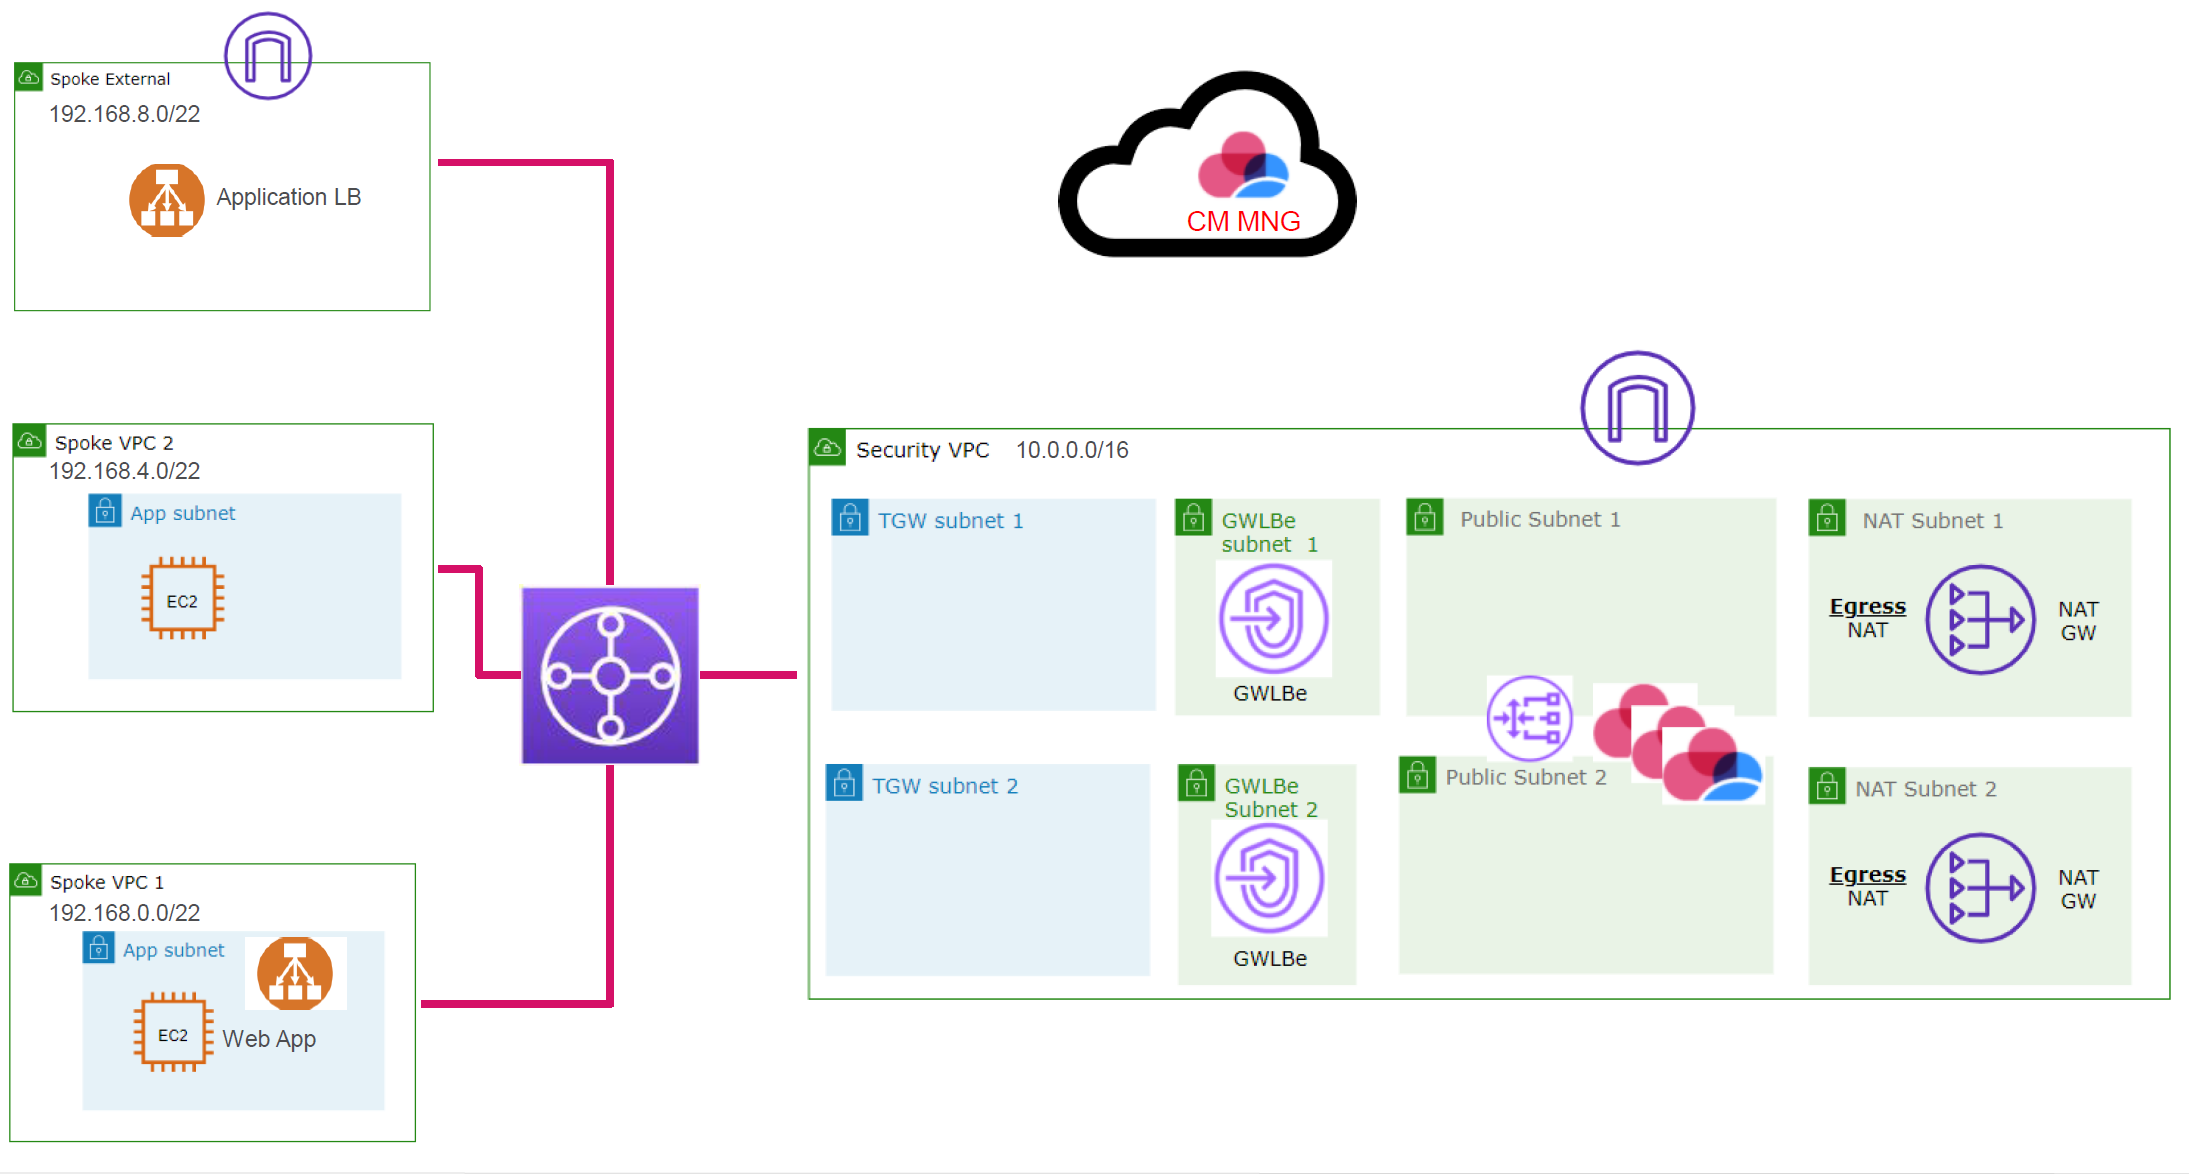 Spoke External
192.168.8.0/22
Application LB
CM MNG
Spoke VPC 2
192.168.4.0/22
App subnet
EC2
Spoke VPC 1
192.168.0.0/22
App subnet
EC2
Web App
Security VPC 10.0.0.0/16
TGW subnet 1
GWLBe
subnet 1
GWLBe
Public Subnet 1
NAT Subnet 1
Egress
NAT
NAT
GW
TGW subnet 2
GWLBe
Subnet 2
GWLBe
Public Subnet 2
NAT Subnet 2
Egress
NAT
NAT
GW